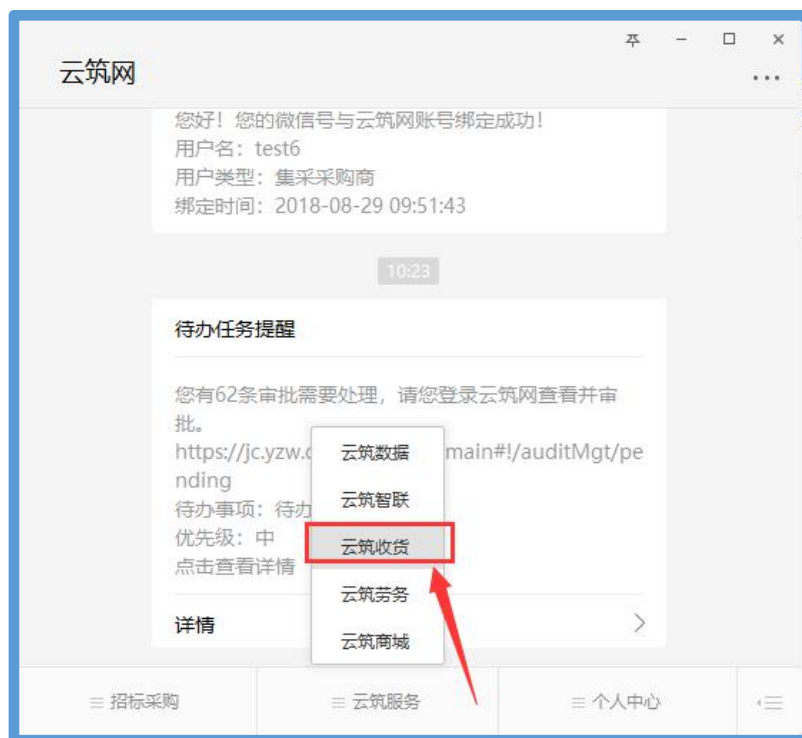 云筑网
您好！您的微信号与云筑网账号绑定成功！
用户名：test6
用户类型：集采采购商
绑定时间：2018-08-29 09:51:43
10:23
待办任务提醒
您有62条审批需要处理，请您登录云筑网查看并审
批。
https://jc.yzw.c main#!/auditMgt/pe
nding
待办事项：待办
优先级：中
点击查看详情
详情
云筑数据
云筑智联
云筑收货
云筑劳务
云筑商城
招标采购
云筑服务
个人中心